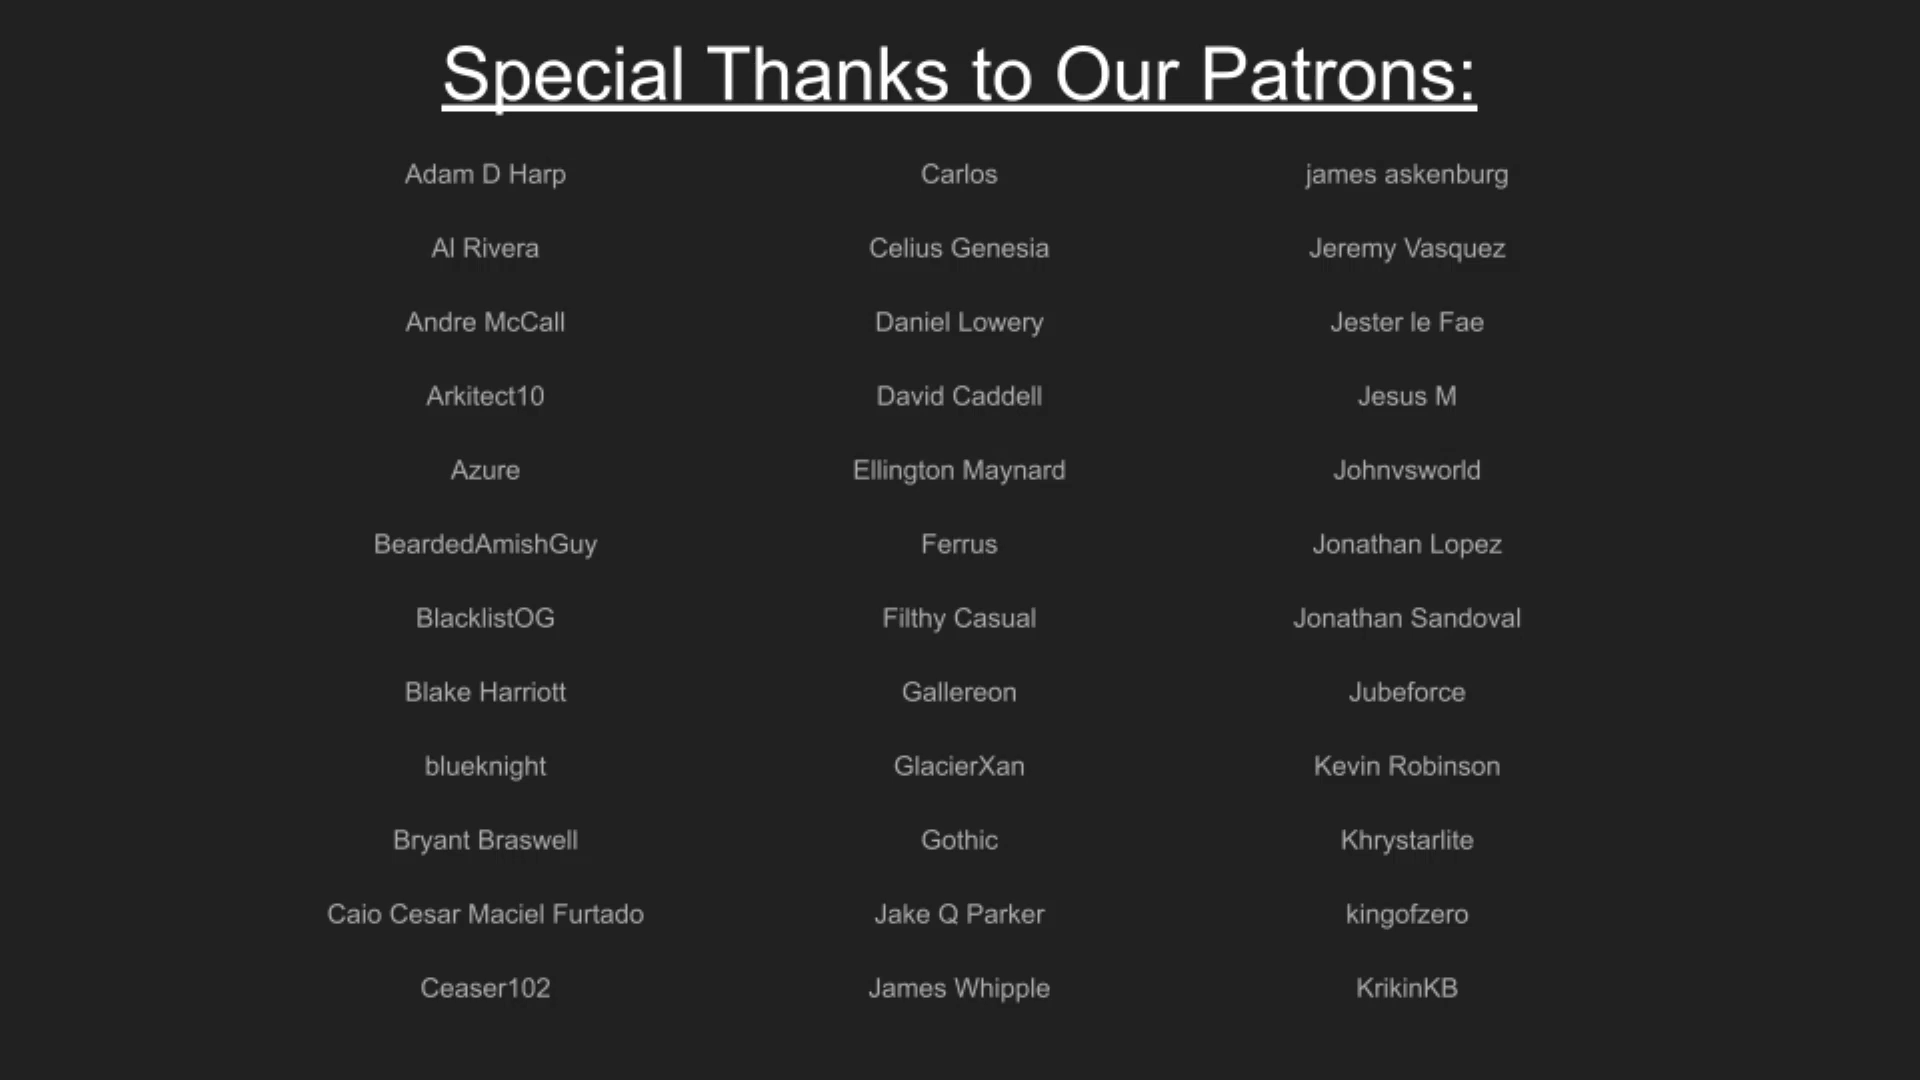 Special Thanks to Our Patrons:
Adam D Harp
Al Rivera
Andre McCall
Arkitect10
Azure
BeardedAmishGuy
BlacklistOG
Blake Harriott
blueknight
Bryant Braswell
Caio Cesar Maciel Furtado
Ceaser102
Carlos
Celius Genesia
Daniel Lowery
David Caddell
Ellington Maynard
Ferrus
Filthy Casual
Gallereon
GlacierXan
Gothic
Jake Q Parker
James Whipple
james askenburg
Jeremy Vasquez
Jester le Fae
Jesus M
Johnvsworld
Jonathan Lopez
Jonathan Sandoval
Jubeforce
Kevin Robinson
Khrystarlite
kingofzero
KrikinKB